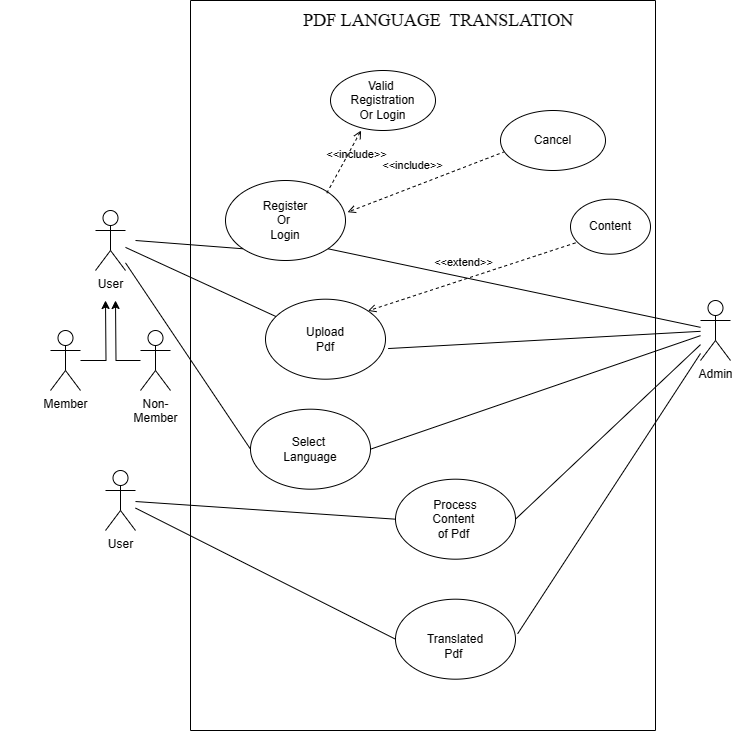 PDF LANGUAGE TRANSLATION
Valid
Registration
Or Login
Cancel
<<include>>
<<include>>
Register
Or
Login
Content
<<extend>>
User
Upload
Pdf
Member
Non-
Member
Admin
Select
Language
Process
Content
of Pdf
User
Translated
Pdf